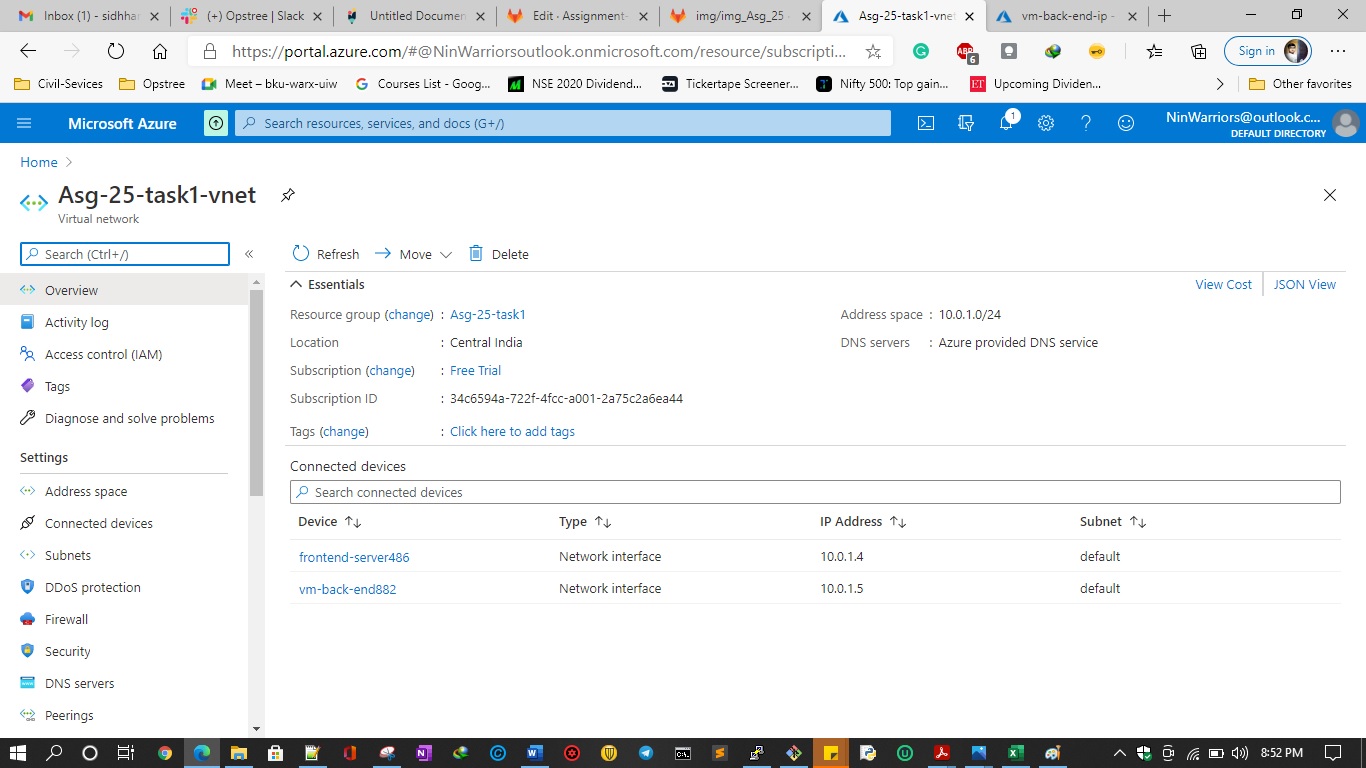 Inbox (1) - sidhhar
(+) Opstree | Slack
Untitled Documen
Edit · Assignment-
img/img_Asg_25 ·
Asg-25-task1-vnet
vm-back-end-ip -
https://portal.azure.com/#@NinWarriorsoutlook.onmicrosoft.com/resource/subscripti...
ABP
6
Sign in
Civil-Sevices
Opstree
Meet – bku-warx-uiw
Courses List - Goog...
NSE 2020 Dividend...
Tickertape Screener...
Nifty 500: Top gain...
ET
Upcoming Dividen...
Other favorites
Microsoft Azure
Search resources, services, and docs (G+/)
1
NinWarriors@outlook.c...
DEFAULT DIRECTORY
Home
Asg-25-task1-vnet
Virtual network
Search (Ctrl+/)
«
Refresh
Move
Delete
Overview
Activity log
Access control (IAM)
Tags
Diagnose and solve problems
Settings
Address space
Connected devices
Subnets
DDoS protection
Firewall
Security
DNS servers
Peerings
Essentials
View Cost
JSON View
Resource group (change) : Asg-25-task1
Location : Central India
Subscription (change) : Free Trial
Subscription ID : 34c6594a-722f-4fcc-a001-2a75c2a6ea44
Tags (change) : Click here to add tags
Address space : 10.0.1.0/24
DNS servers : Azure provided DNS service
Connected devices
Search connected devices
Device Type IP Address Subnet
frontend-server486 Network interface 10.0.1.4 default
vm-back-end882 Network interface 10.0.1.5 default
8:52 PM